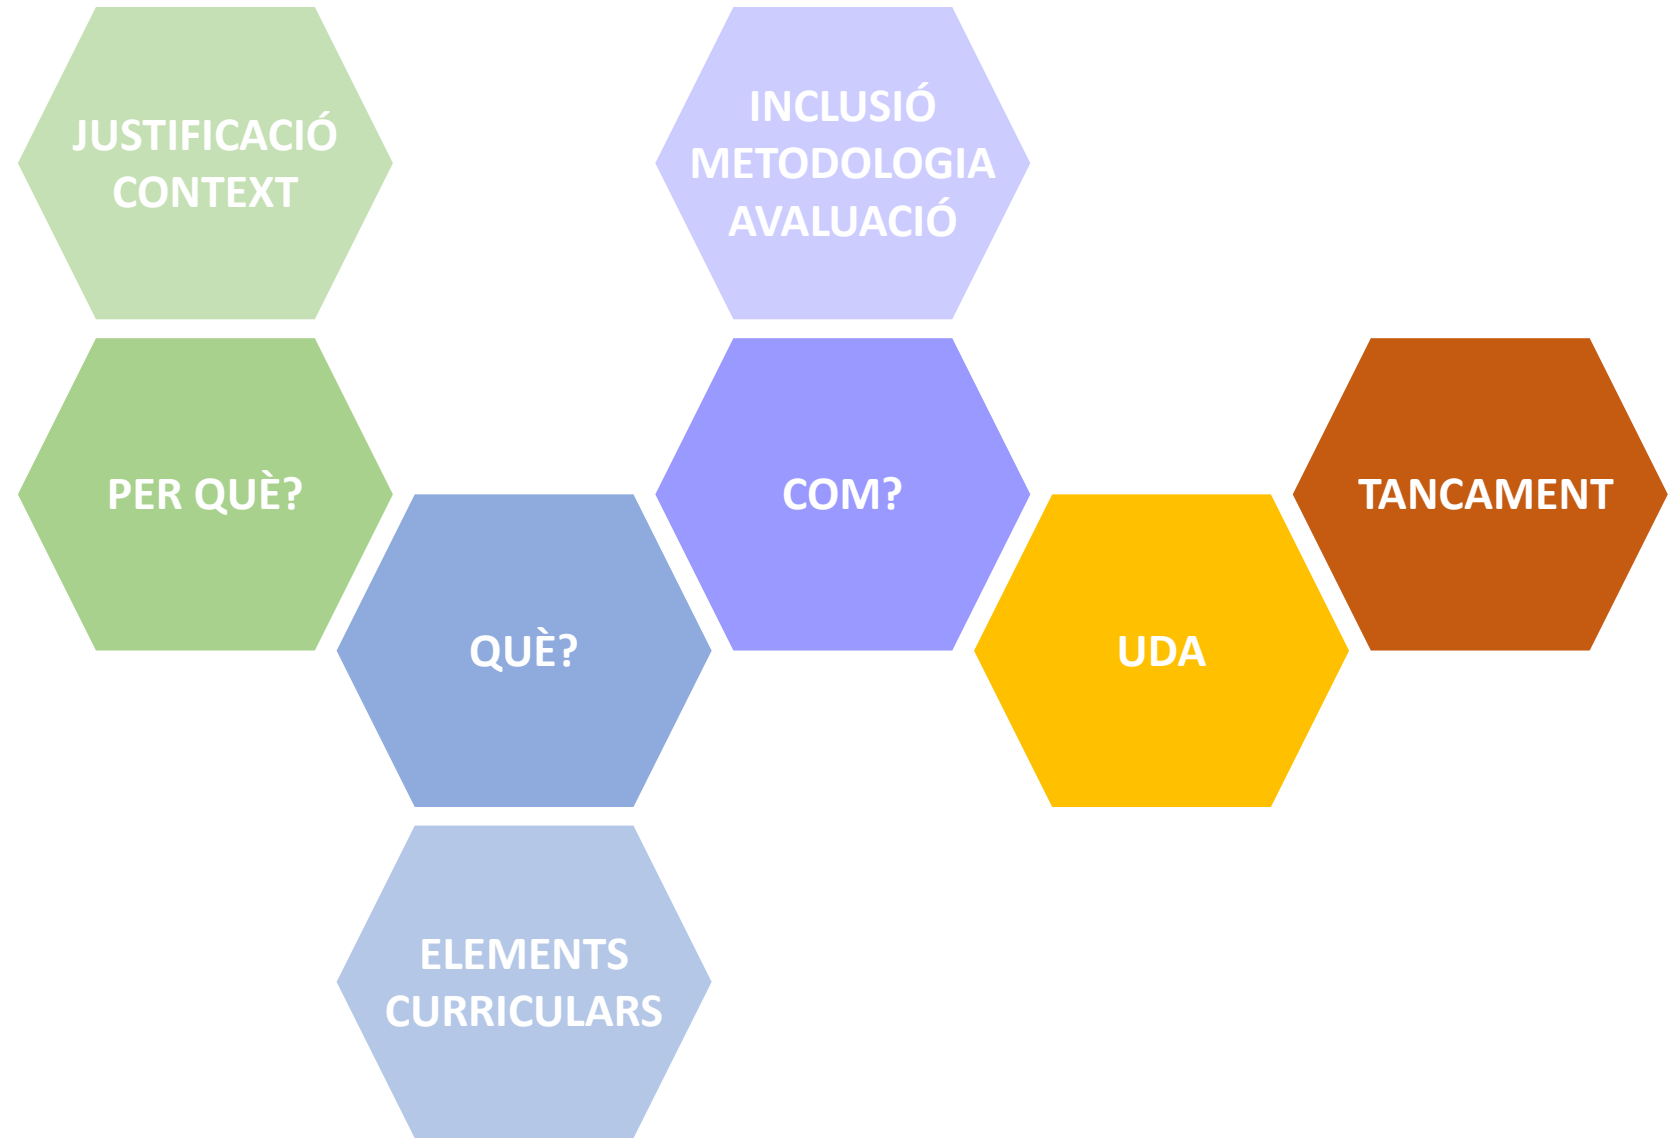 JUSTIFICACIÓ
CONTEXT
INCLUSIÓ
METODOLOGIA
AVALUACIÓ
PER QUÈ?
COM?
TANCAMENT
QUÈ?
UDA
ELEMENTS
CURRICULARS